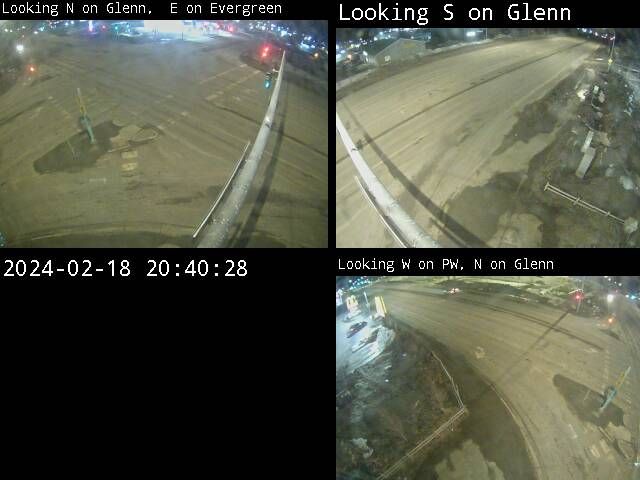 Looking N on Glenn,  E on Evergreen
Looking S on Glenn
2024-02-18 20:40:28
Looking W on PW, N on Glenn